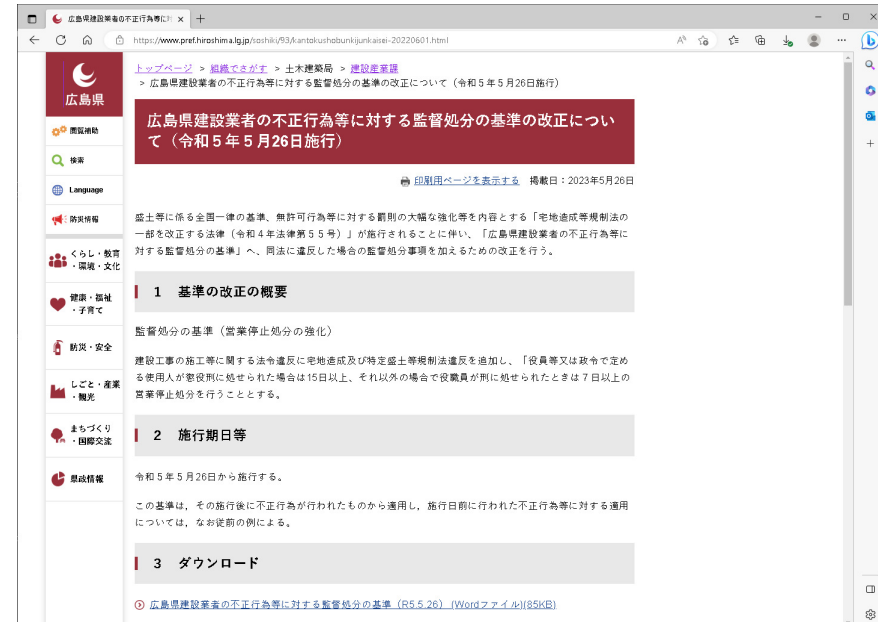 広島県建設業者の不正行為等に対
https://www.pref.hiroshima.lg.jp/soshiki/93/kantokushobunkijunkaisei-20220601.html
広島県
閲覧補助
検索
Language
防災情報
くらし・教育
・環境・文化
健康・福祉
・子育て
防災・安全
しごと・産業
・観光
まちづくり
・国際交流
県政情報
トップページ > 組織でさがす > 土木建築局 > 建設産業課
> 広島県建設業者の不正行為等に対する監督処分の基準の改正について（令和５年５月26日施行）
広島県建設業者の不正行為等に対する監督処分の基準の改正につい
て（令和５年５月26日施行）
印刷用ページを表示する 掲載日：2023年5月26日
盛土等に係る全国一律の基準、無許可行為等に対する罰則の大幅な強化等を内容とする「宅地造成等規制法の
一部を改正する法律（令和４年法律第５５号）」が施行されることに伴い、「広島県建設業者の不正行為等に
対する監督処分の基準」へ、同法に違反した場合の監督処分事項を加えるための改正を行う。
1 基準の改正の概要
監督処分の基準（営業停止処分の強化）
建設工事の施工等に関する法令違反に宅地造成及び特定盛土等規制法違反を追加し、「役員等又は政令で定め
る使用人が懲役刑に処せられた場合は15日以上、それ以外の場合で役職員が刑に処せられたときは７日以上の
営業停止処分を行うこととする。
2 施行期日等
令和５年５月26日から施行する。
この基準は，その施行後に不正行為が行われたものから適用し，施行日前に行われた不正行為等に対する適用
については，なお従前の例による。
3 ダウンロード
広島県建設業者の不正行為等に対する監督処分の基準（R5.5.26） (Wordファイル)(85KB)